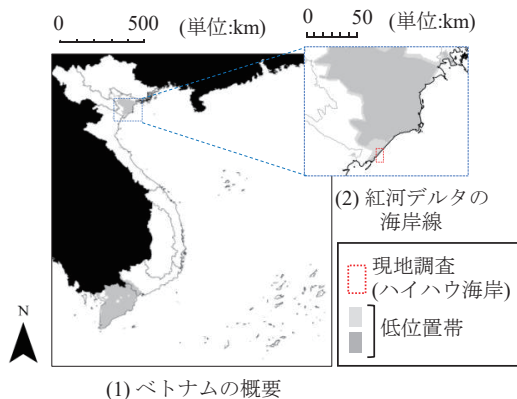 0 500 (単位:km)
0 50 (単位:km)
(2) 紅河デルタの
海岸線
現地調査
(ハイハウ海岸)
低位置帯
N
(1) ベトナムの概要